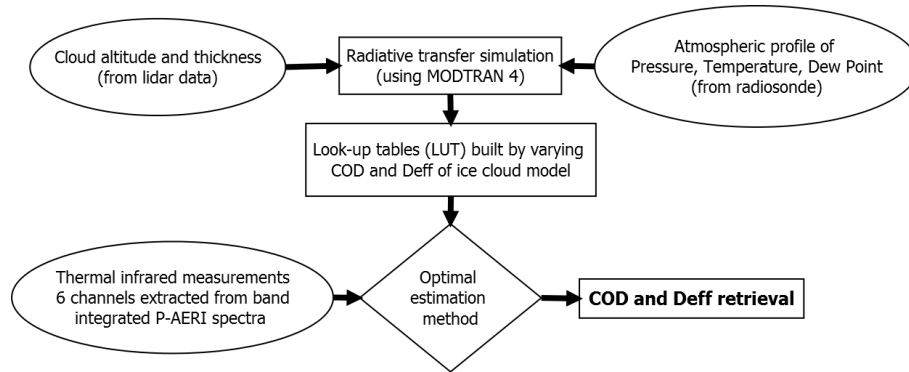 Cloud altitude and thickness
(from lidar data)
Radiative transfer simulation
(using MODTRAN 4)
Atmospheric profile of
Pressure, Temperature, Dew Point
(from radiosonde)
Look-up tables (LUT) built by varying
COD and Deff of ice cloud model
Thermal infrared measurements
6 channels extracted from band
integrated P-AERI spectra
Optimal
estimation
method
COD and Deff retrieval